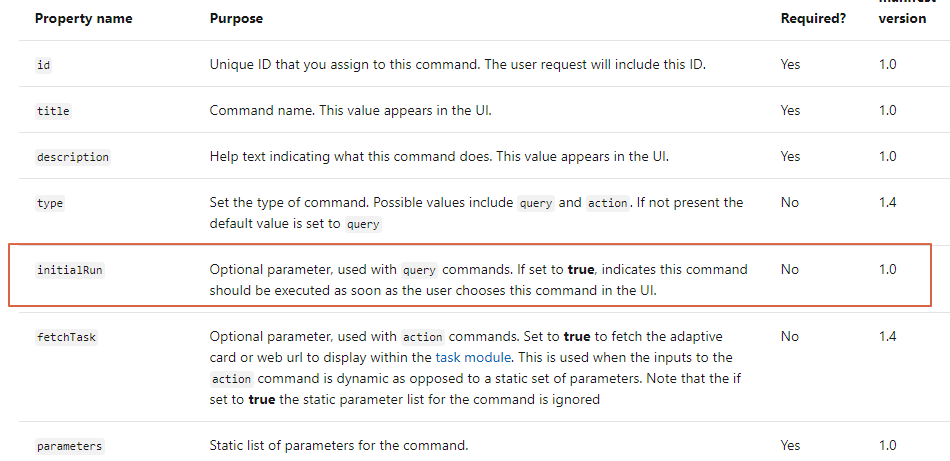 manifest
Property name Purpose Required? version
id Unique ID that you assign to this command. The user request will include this ID. Yes 1.0
title Command name. This value appears in the UI. Yes 1.0
description Help text indicating what this command does. This value appears in the UI. Yes 1.0
type Set the type of command. Possible values include query and action. If not present the No 1.4
default value is set to query
initialRun Optional parameter, used with query commands. If set to true, indicates this command No 1.0
should be executed as soon as the user chooses this command in the UI.
fetchTask Optional parameter, used with action commands. Set to true to fetch the adaptive No 1.4
card or web url to display within the task module. This is used when the inputs to the
action command is dynamic as opposed to a static set of parameters. Note that the if
set to true the static parameter list for the command is ignored
parameters Static list of parameters for the command. Yes 1.0